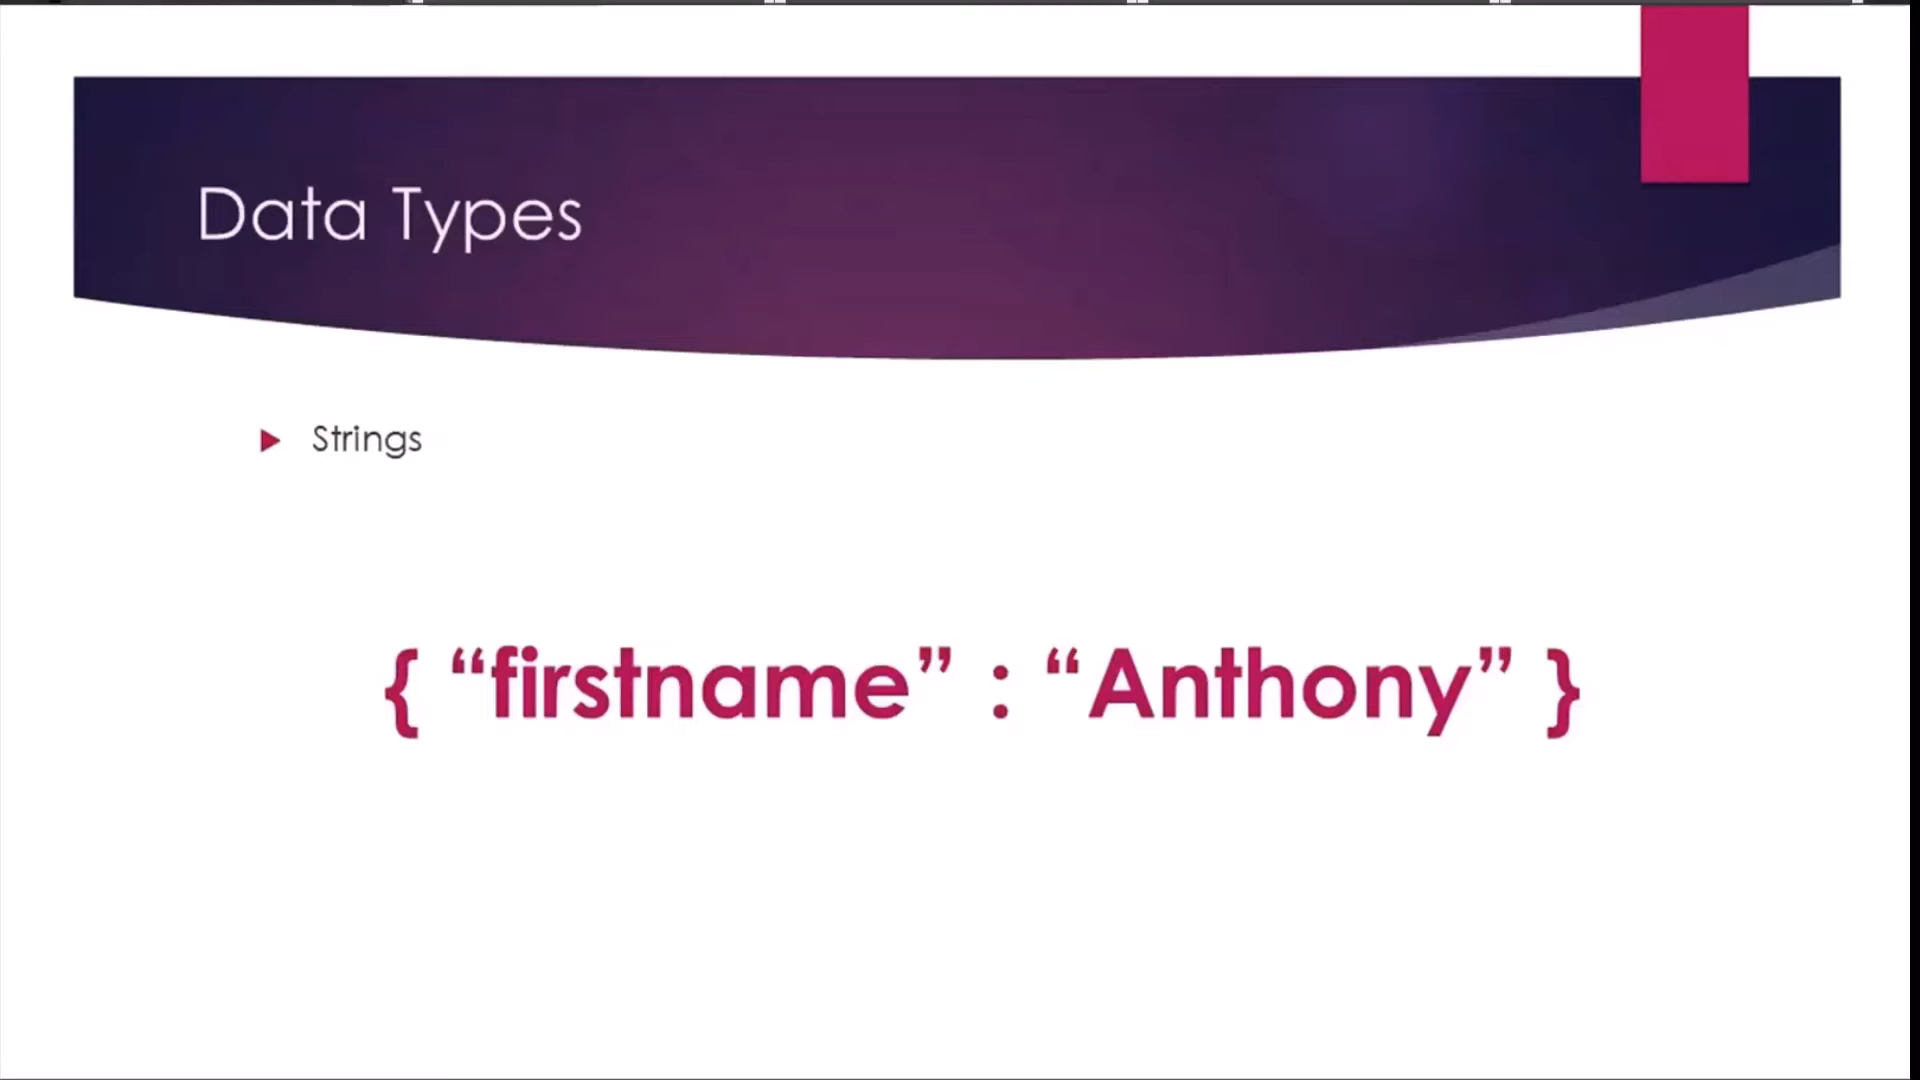 Data Types
Strings
{ “firstname” : “Anthony” }